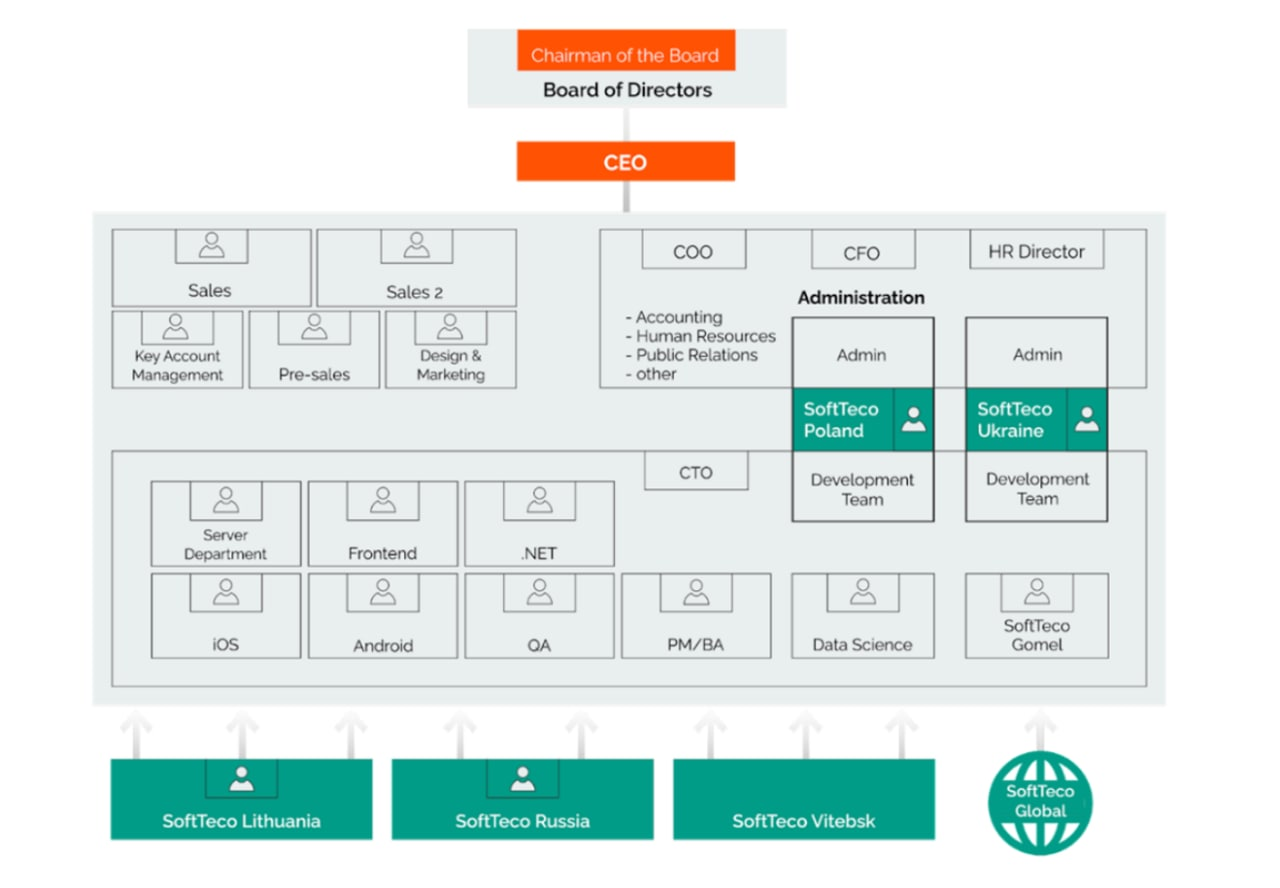 Chairman of the Board
Board of Directors
CEO
Sales
Sales 2
Key Account
Management
Pre-sales
Design &
Marketing
COO
CFO
HR Director
Administration
- Accounting
- Human Resources
- Public Relations
- other
Admin
Admin
SoftTeco
Poland
SoftTeco
Ukraine
Development
Team
Development
Team
CTO
Server
Department
Frontend
.NET
iOS
Android
QA
PM/BA
Data Science
SoftTeco
Gomel
SoftTeco Lithuania
SoftTeco Russia
SoftTeco Vitebsk
SoftTeco
Global